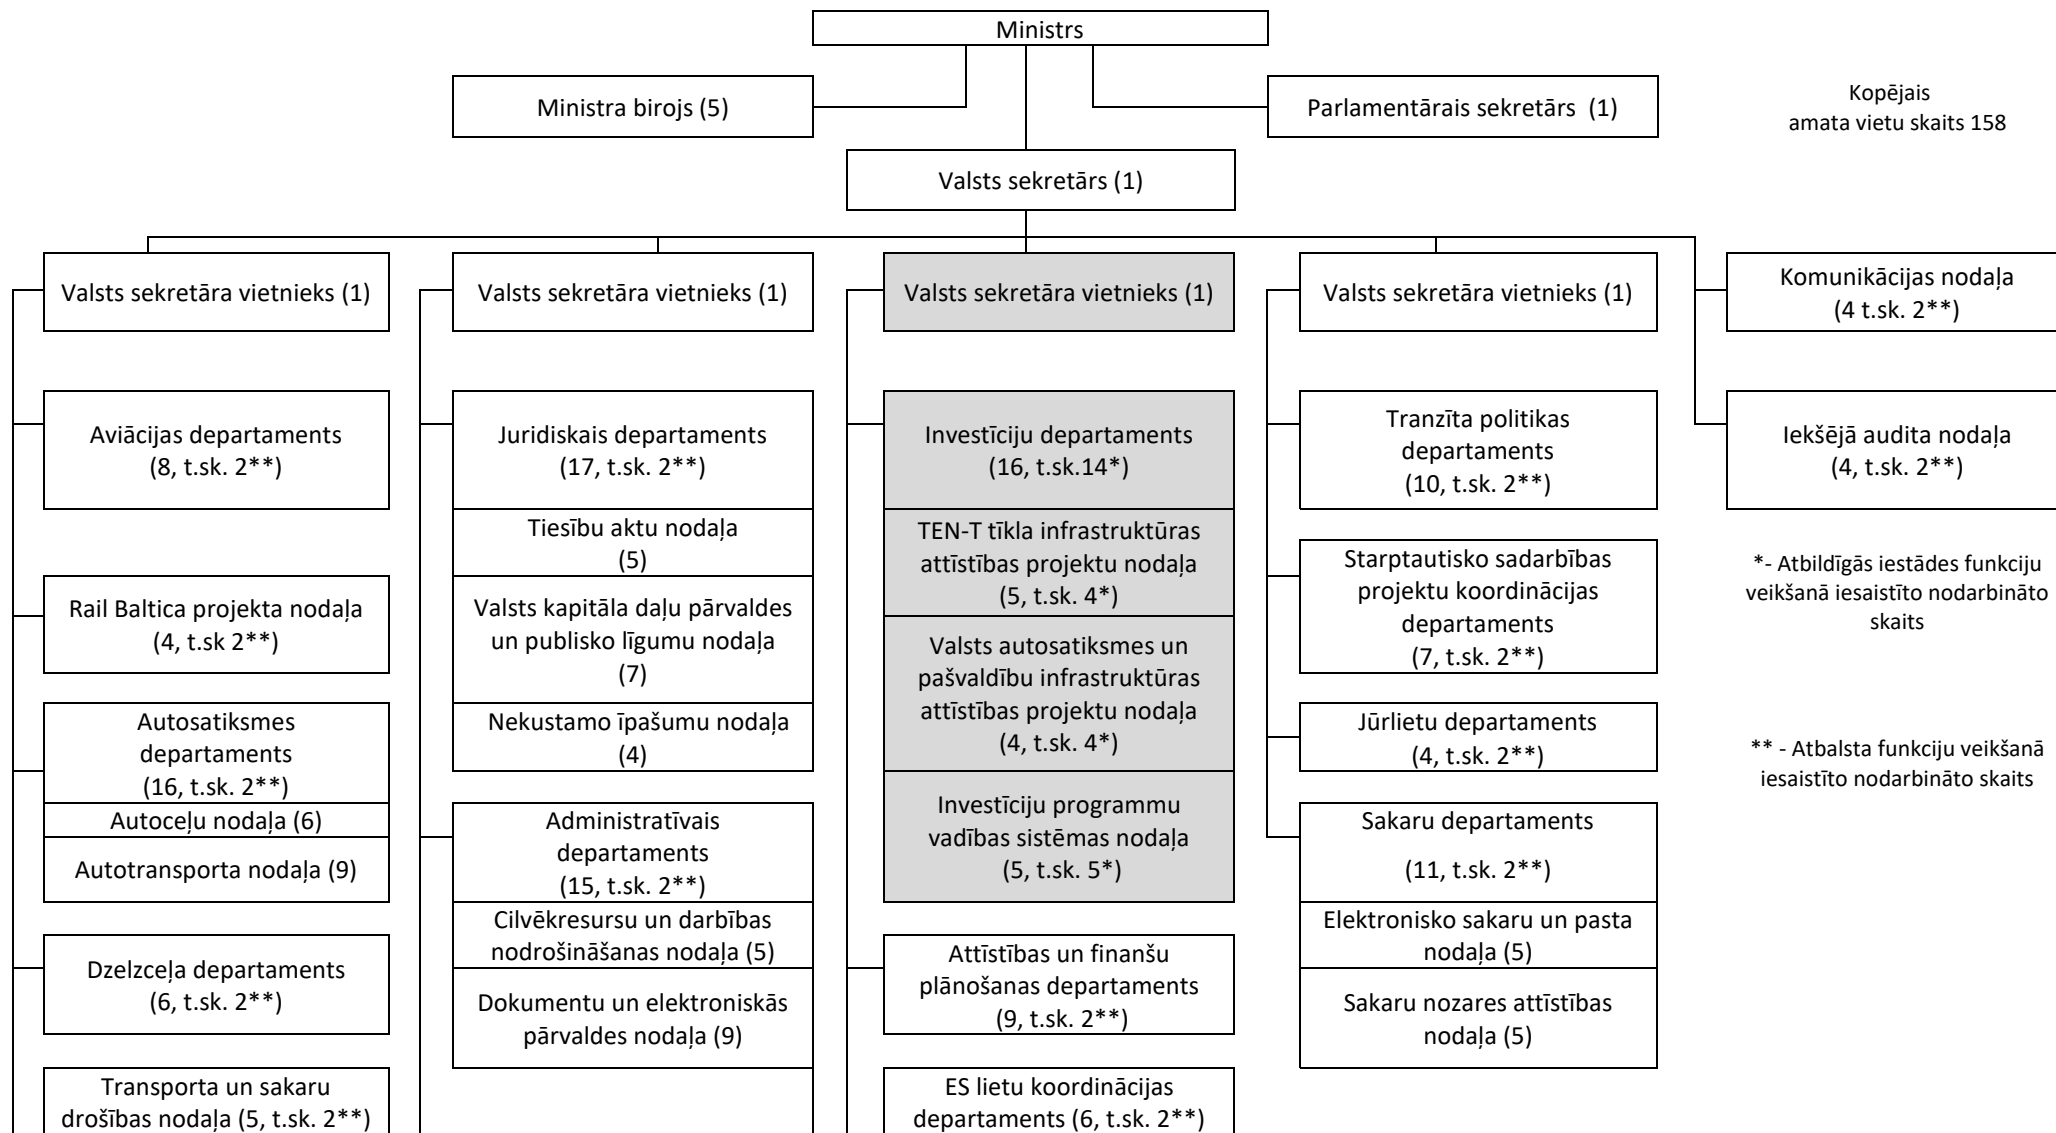 Ministrs
Ministra birojs (5)
Parlamentārais sekretārs (1)
Kopējais
amata vietu skaits 158
Valsts sekretārs (1)
Valsts sekretāra vietnieks (1)
Valsts sekretāra vietnieks (1)
Valsts sekretāra vietnieks (1)
Valsts sekretāra vietnieks (1)
Komunikācijas nodaļa
(4 t.sk. 2**)
Aviācijas departaments
(8, t.sk. 2**)
Rail Baltica projekta nodaļa
(4, t.sk 2**)
Autosatiksmes
departaments
(16, t.sk. 2**)
Autoceļu nodaļa (6)
Autotransporta nodaļa (9)
Dzelzceļa departaments
(6, t.sk. 2**)
Transporta un sakaru
drošības nodaļa (5, t.sk. 2**)
Juridiskais departaments
(17, t.sk. 2**)
Tiesību aktu nodaļa
(5)
Valsts kapitāla daļu pārvaldes
un publisko līgumu nodaļa
(7)
Nekustamo īpašumu nodaļa
(4)
Administratīvais
departaments
(15, t.sk. 2**)
Cilvēkresursu un darbības
nodrošināšanas nodaļa (5)
Dokumentu un elektroniskās
pārvaldes nodaļa (9)
Investīciju departaments
(16, t.sk.14*)
TEN-T tīkla infrastruktūras
attīstības projektu nodaļa
(5, t.sk. 4*)
Valsts autosatiksmes un
pašvaldību infrastruktūras
attīstības projektu nodaļa
(4, t.sk. 4*)
Investīciju programmu
vadības sistēmas nodaļa
(5, t.sk. 5*)
Attīstības un finanšu
plānošanas departaments
(9, t.sk. 2**)
ES lietu koordinācijas
departaments (6, t.sk. 2**)
Tranzīta politikas
departaments
(10, t.sk. 2**)
Starptautisko sadarbības
projektu koordinācijas
departaments
(7, t.sk. 2**)
Jūrlietu departaments
(4, t.sk. 2**)
Sakaru departaments
(11, t.sk. 2**)
Elektronisko sakaru un pasta
nodaļa (5)
Sakaru nozares attīstības
nodaļa (5)
Iekšējā audita nodaļa
(4, t.sk. 2**)
*- Atbildīgās iestādes funkciju
veikšanā iesaistīto nodarbināto
skaits
** - Atbalsta funkciju veikšanā
iesaistīto nodarbināto skaits